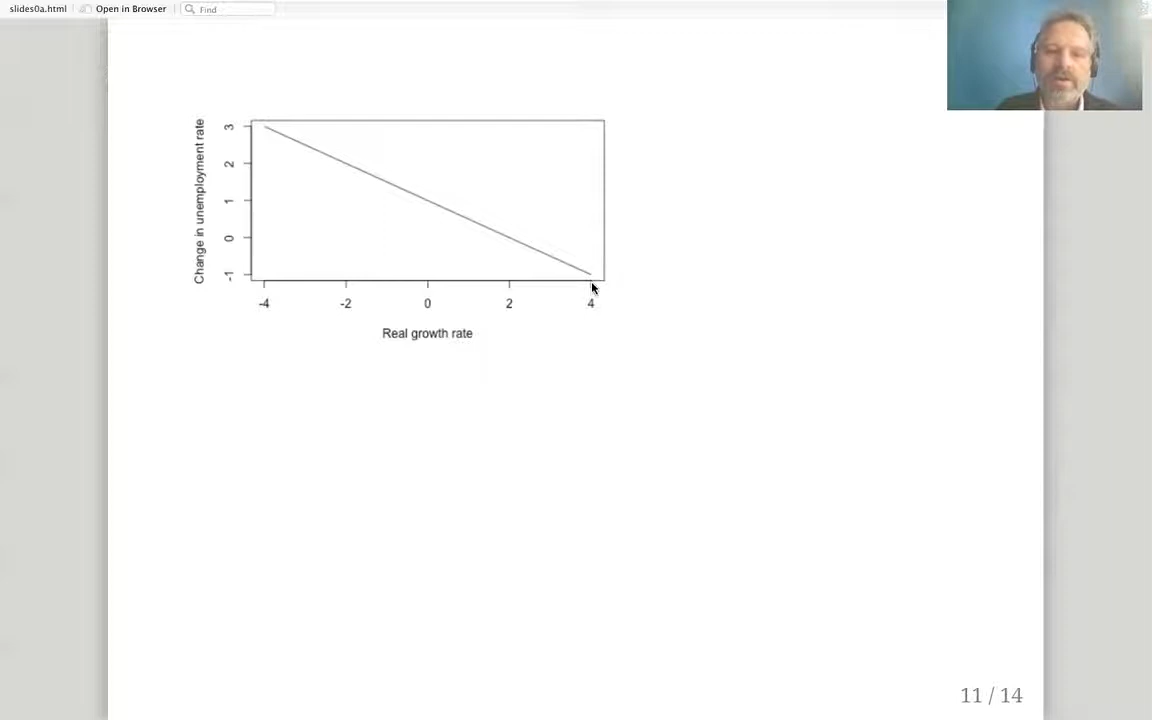 slides0a.html Open in Browser Find
Change in unemployment rate
3
2
1
0
-1
-4 -2 0 2 4
Real growth rate
11 / 14